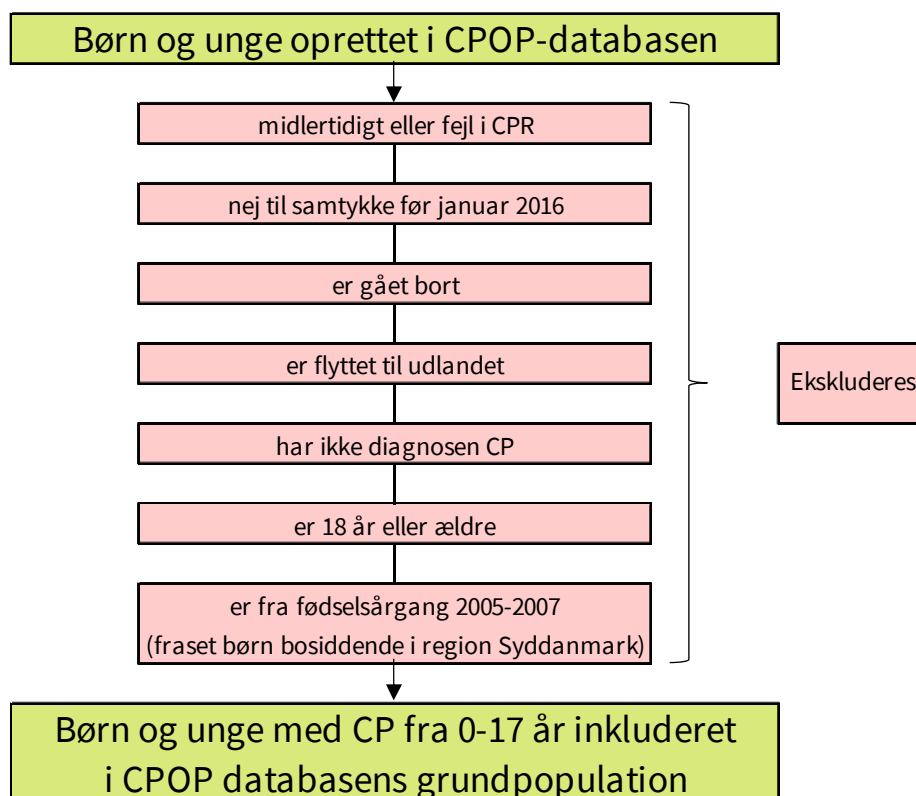 Børn og unge oprettet i CPOP-databasen
midlertidigt eller fejl i CPR
nej til samtykke før januar 2016
er gået bort
er flyttet til udlandet
Ekskluderes
har ikke diagnosen CP
er 18 år eller ældre
er fra fødselsårgang 2005-2007
(fraset børn bosiddende i region Syddanmark)
Børn og unge med CP fra 0-17 år inkluderet
i CPOP databasens grundpopulation